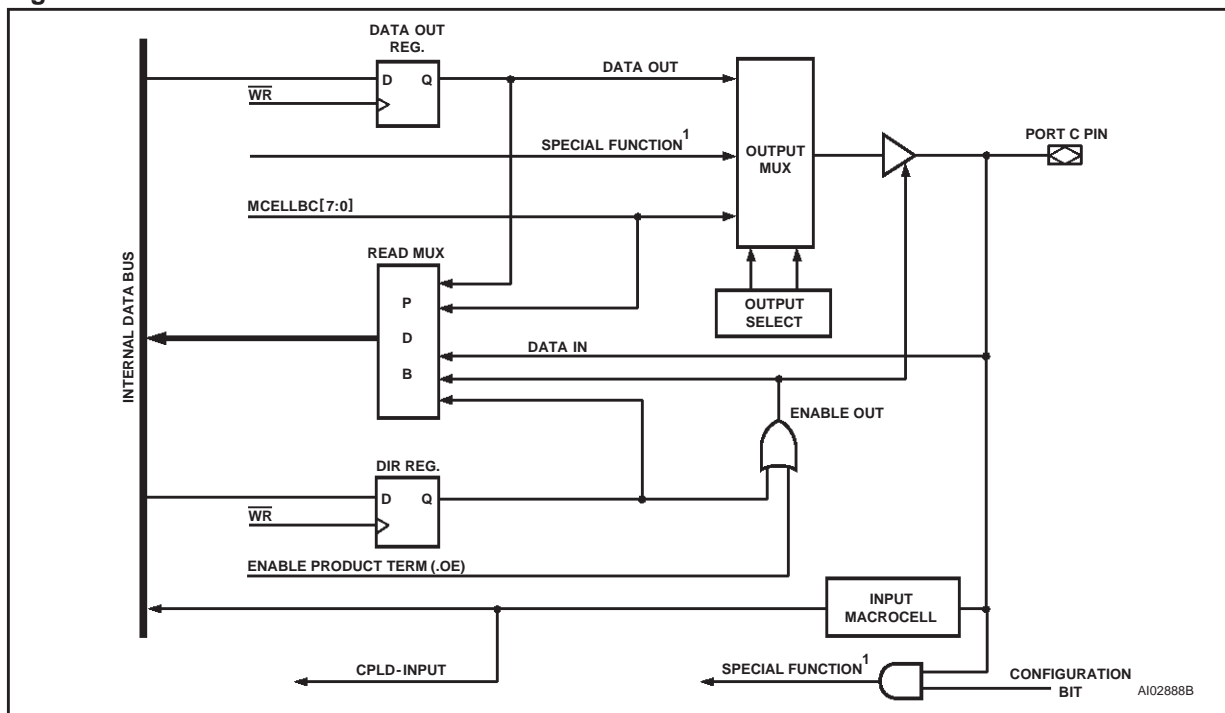 DATA OUT
REG.
D Q
WR
DATA OUT
SPECIAL FUNCTION1
MCELLBC[7:0]
OUTPUT
MUX
PORT C PIN
READ MUX
P
D
B
OUTPUT
SELECT
DATA IN
ENABLE OUT
INTERNAL DATA BUS
DIR REG.
D Q
WR
ENABLE PRODUCT TERM (.OE)
INPUT
MACROCELL
CPLD-INPUT
SPECIAL FUNCTION1
CONFIGURATION
BIT
AI02888B